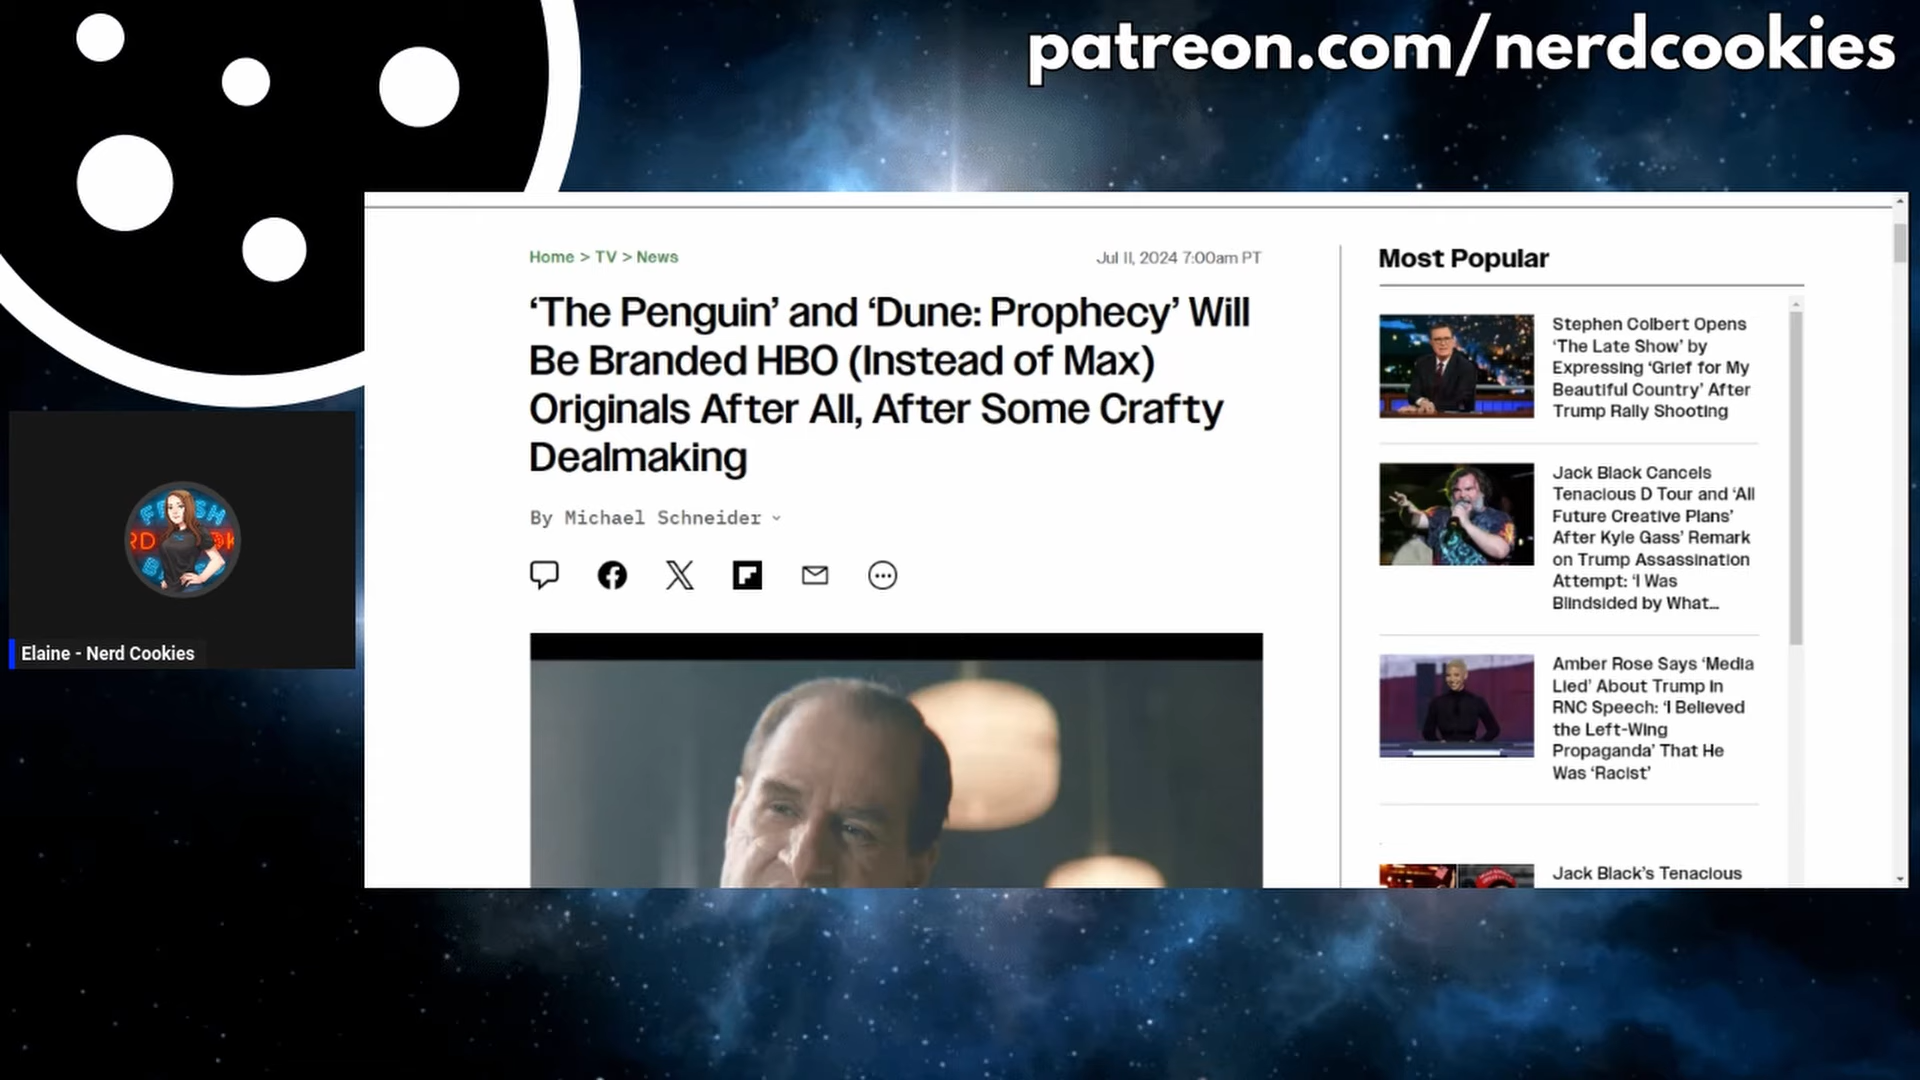 patreon.com/nerdcookies
Home > TV > News
Jul 11, 2024 7:00am PT
‘The Penguin’ and ‘Dune: Prophecy’ Will
Be Branded HBO (Instead of Max)
Originals After All, After Some Crafty
Dealmaking
By Michael Schneider
Most Popular
Stephen Colbert Opens
‘The Late Show’ by
Expressing ‘Grief for My
Beautiful Country’ After
Trump Rally Shooting
Jack Black Cancels
Tenacious D Tour and ‘All
Future Creative Plans’
After Kyle Gass’ Remark
on Trump Assassination
Attempt: ‘I Was
Blindsided by What...
Amber Rose Says ‘Media
Lied’ About Trump in
RNC Speech: ‘I Believed
the Left-Wing
Propaganda’ That He
Was ‘Racist’
Jack Black’s Tenacious
Elaine - Nerd Cookies